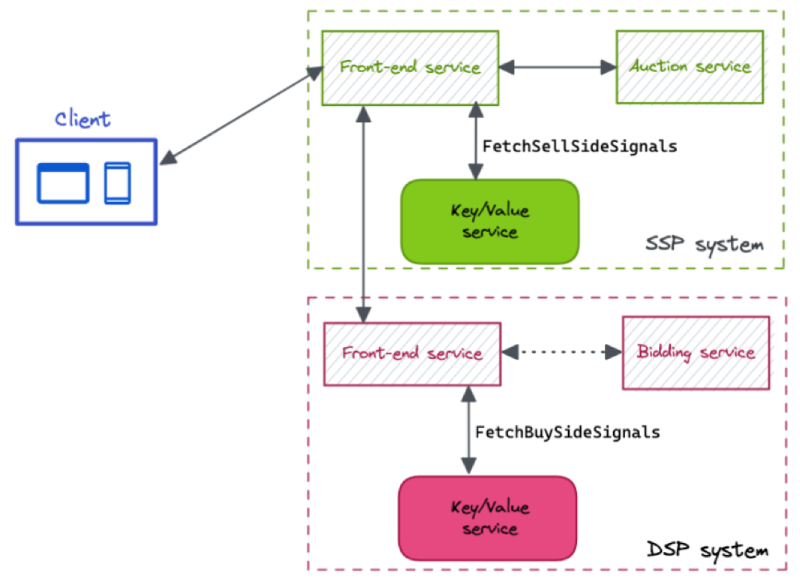 Front-end service
Auction service
Client
FetchSellSideSignals
Key/Value
service
SSP system
Front-end service
Bidding service
FetchBuySideSignals
Key/Value
service
DSP system